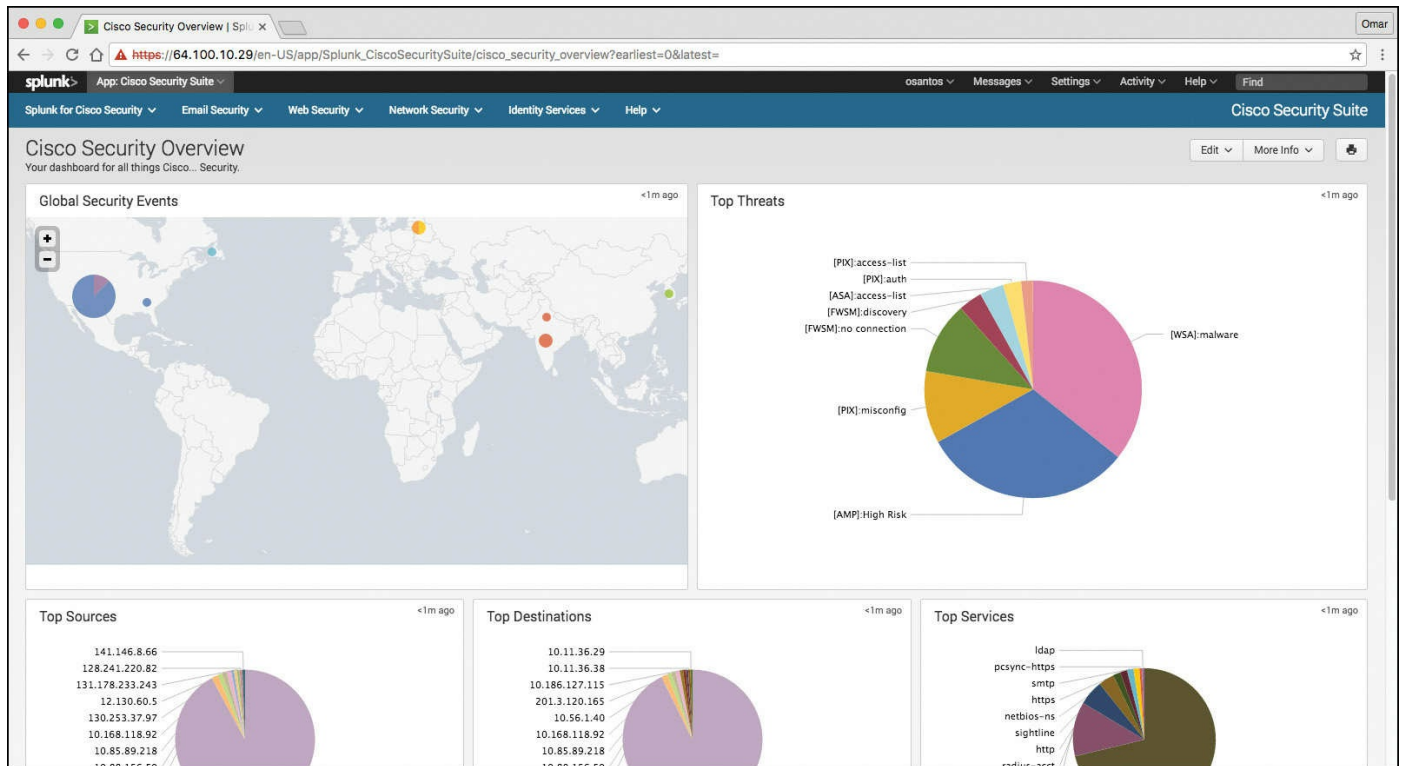 Cisco Security Overview | Splu
Omar
https://64.100.10.29/en-US/app/Splunk_CiscoSecuritySuite/cisco_security_overview?earliest=0&latest=
splunk> App: Cisco Security Suite osantos Messages Settings Activity Help Find
Splunk for Cisco Security Email Security Web Security Network Security Identity Services Help Cisco Security Suite
Cisco Security Overview
Edit More Info
Your dashboard for all things Cisco... Security.
Global Security Events
<1m ago
+
−
Top Threats
<1m ago
[PIX]:access-list
[PIX]:auth
[ASA]:access-list
[FWSM]:discovery
[FWSM]:no connection
[WSA]:malware
[PIX]:misconfig
[AMP]:High Risk
Top Sources
<1m ago
141.146.8.66
128.241.220.82
131.178.233.243
12.130.60.5
130.253.37.97
10.168.118.92
10.85.89.218
Top Destinations
<1m ago
10.11.36.29
10.11.36.38
10.186.127.115
201.3.120.165
10.56.1.40
10.168.118.92
10.85.89.218
Top Services
<1m ago
ldap
pcsync-https
smtp
https
netbios-ns
sightline
http